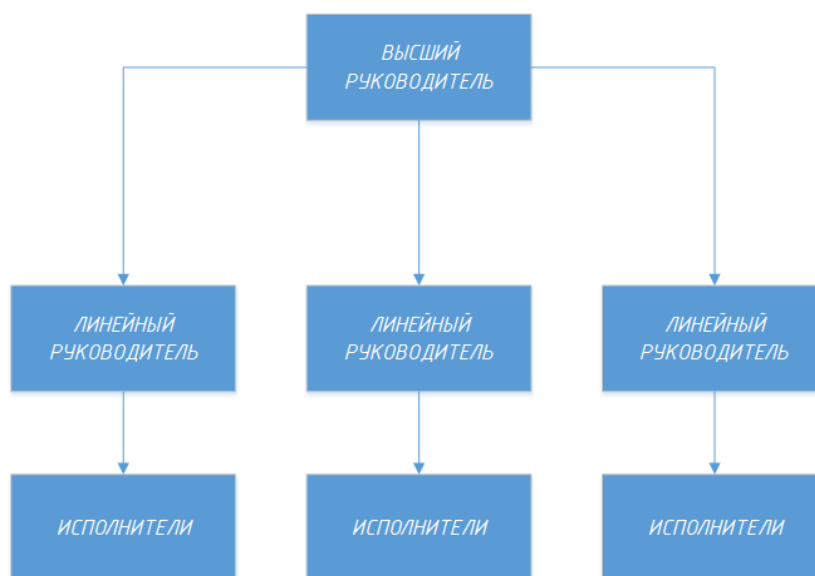 ВЫСШИЙ
РУКОВОДИТЕЛЬ
ЛИНЕЙНЫЙ
РУКОВОДИТЕЛЬ
ЛИНЕЙНЫЙ
РУКОВОДИТЕЛЬ
ЛИНЕЙНЫЙ
РУКОВОДИТЕЛЬ
ИСПОЛНИТЕЛИ
ИСПОЛНИТЕЛИ
ИСПОЛНИТЕЛИ